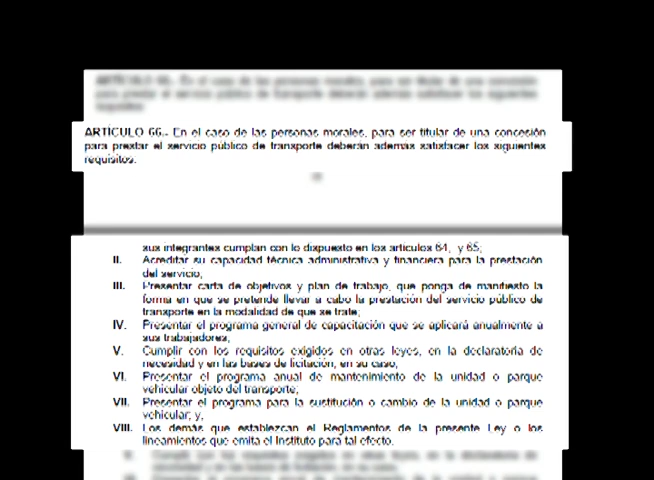 ARTÍCULO 66.- En el caso de las personas morales, para ser titular de una concesión
para prestar el servicio público de transporte deberán además satisfacer los siguientes
requisitos:
sus integrantes cumplan con lo dispuesto en los artículos 64, y 65;
II. Acreditar su capacidad técnica administrativa y financiera para la prestación
del servicio;
III. Presentar carta de objetivos y plan de trabajo, que ponga de manifiesto la
forma en que se pretende llevar a cabo la prestación del servicio público de
transporte en la modalidad de que se trate;
IV. Presentar el programa general de capacitación que se aplicará anualmente a
sus trabajadores;
V. Cumplir con los requisitos exigidos en otras leyes, en la declaratoria de
necesidad y en las bases de licitación, en su caso;
VI. Presentar el programa anual de mantenimiento de la unidad o parque
vehicular objeto del transporte;
VII. Presentar el programa para la sustitución o cambio de la unidad o parque
vehicular; y,
VIII. Los demás que establezcan el Reglamentos de la presente Ley o los
lineamientos que emita el Instituto para tal efecto.